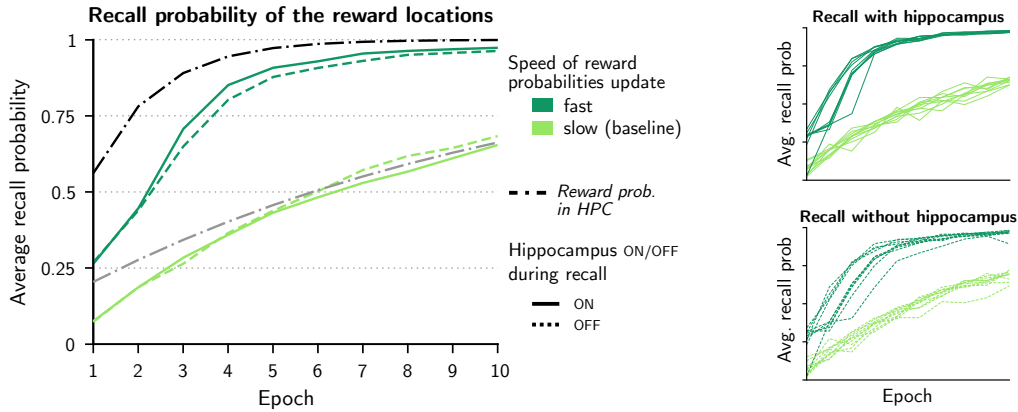 Recall probability of the reward locations
Average recall probability
1
0.75
0.5
0.25
0
1 2 3 4 5 6 7 8 9 10
Epoch
Speed of reward
probabilities update
fast
slow (baseline)
Reward prob.
in HPC
Hippocampus ON/OFF
during recall
ON
OFF
Recall with hippocampus
Avg. recall prob
Recall without hippocampus
Avg. recall prob
Epoch